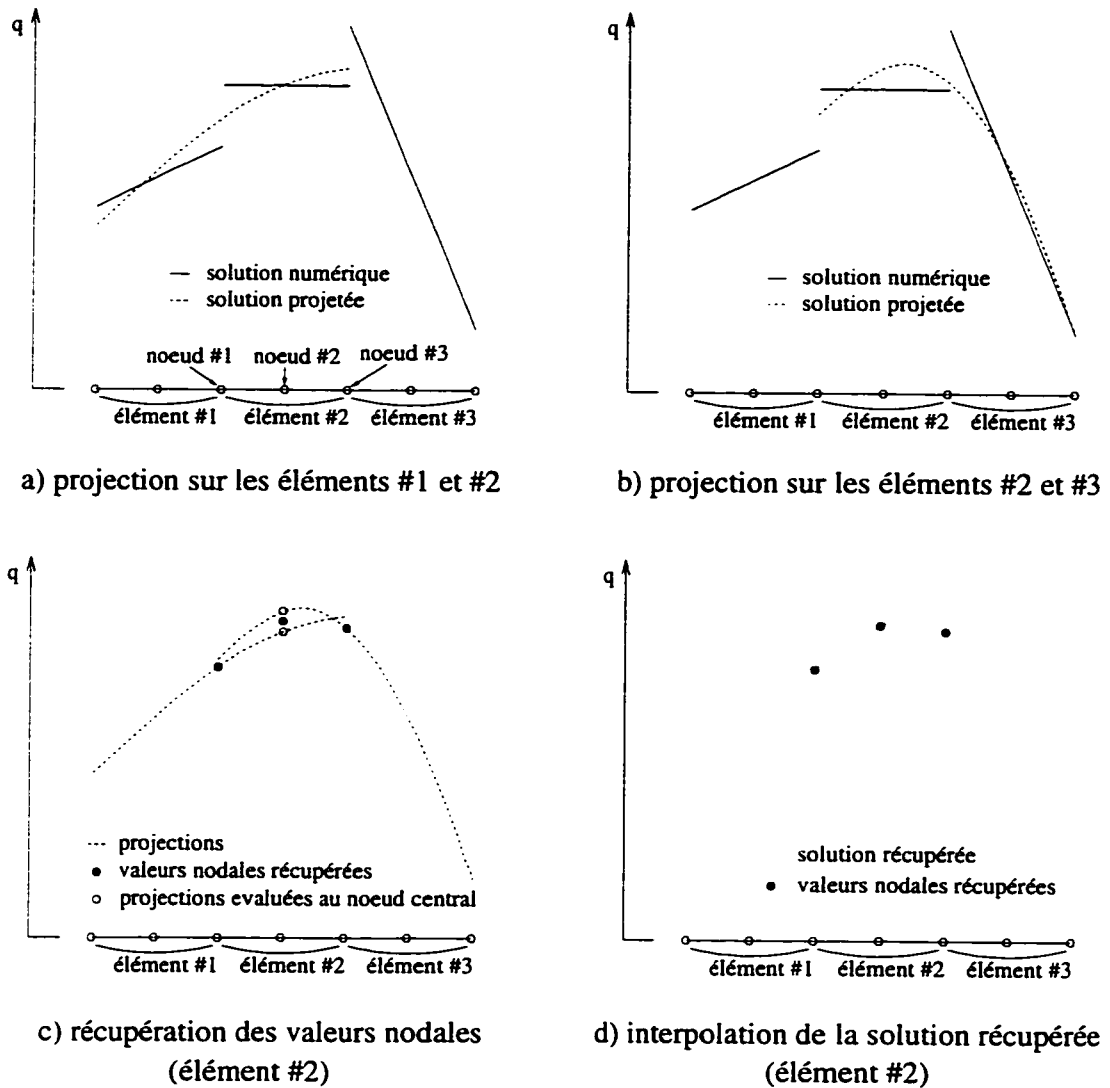 q
solution numérique
solution projetée
noeud #1 noeud #2 noeud #3
élément #1 élément #2 élément #3
a) projection sur les éléments #1 et #2
q
solution numérique
solution projetée
élément #1 élément #2 élément #3
b) projection sur les éléments #2 et #3
q
projections
valeurs nodales récupérées
projections evaluées au noeud central
élément #1 élément #2 élément #3
c) récupération des valeurs nodales
(élément #2)
q
solution récupérée
valeurs nodales récupérées
élément #1 élément #2 élément #3
d) interpolation de la solution récupérée
(élément #2)